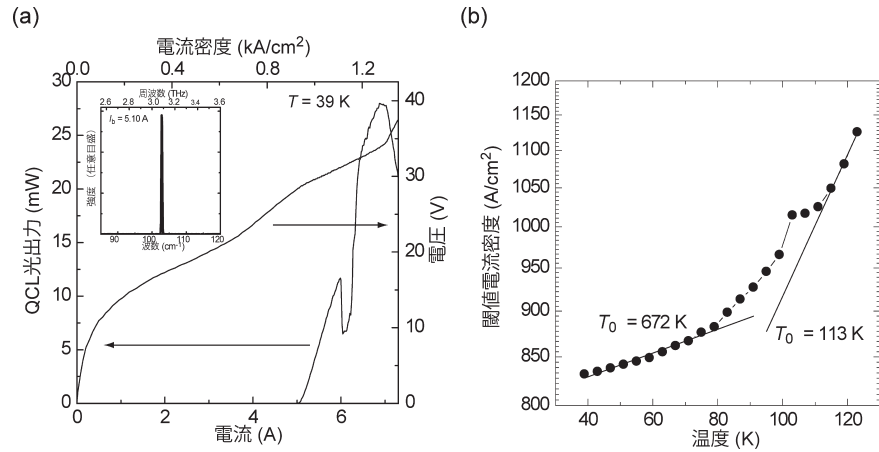 (a)
電流密度 (kA/cm2)
0.0 0.4 0.8 1.2
QCL光出力 (mW)
30
25
20
15
10
5
0
周波数 (THz)
2.6 2.8 3.0 3.2 3.4 3.6
Ib = 5.10 A
強度 (任意目盛)
90 100 110 120
波数 (cm-1)
T = 39 K
40
30
20
10
0
電圧 (V)
0 2 4 6
電流 (A)
(b)
閾値電流密度 (A/cm2)
1200
1150
1100
1050
1000
950
900
850
800
T0 = 672 K
T0 = 113 K
40 60 80 100 120
温度 (K)